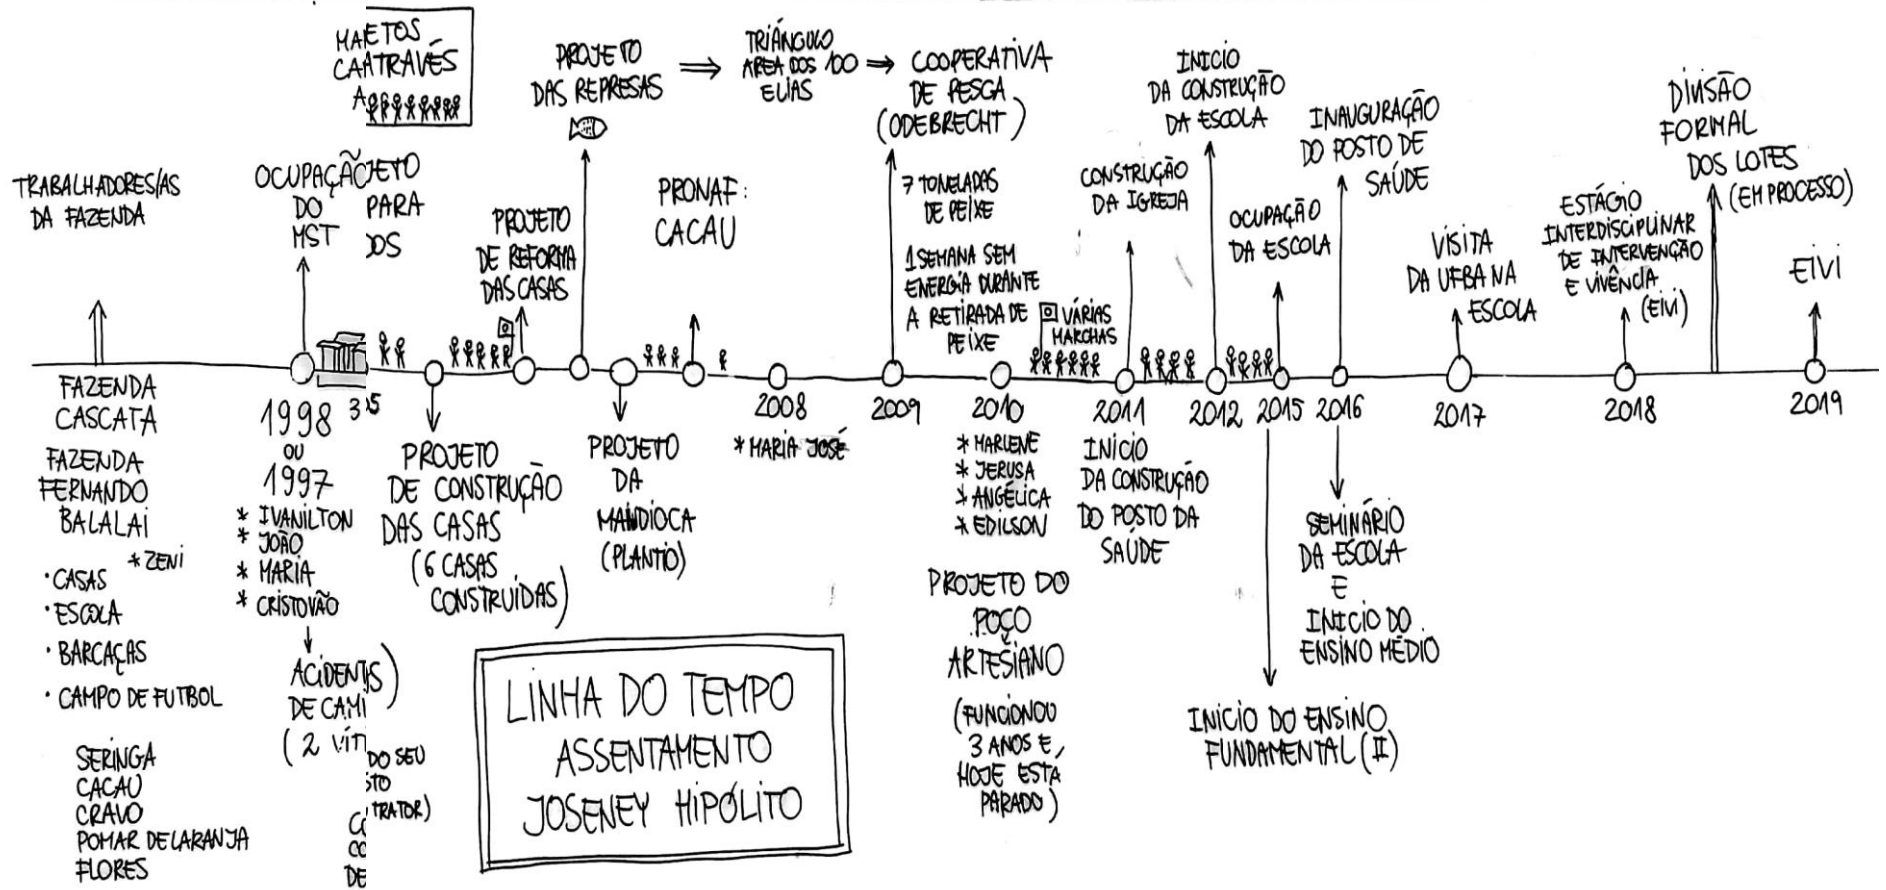 PROJETO
DAS REPRESAS
TRIÂNGULO
ÁREA DOS 100
ELIAS
COOPERATIVA
DE PESCA
(ODEBRECHT)
INÍCIO
DA CONSTRUÇÃO
DA ESCOLA
INAUGURAÇÃO
DO POSTO DE
SAÚDE
DIVISÃO
FORMAL
DOS LOTES
(EM PROCESSO)
TRABALHADORES/AS
DA FAZENDA
OCUPAÇÃO
DO
MST
PARA
PROJETO
DE REFORMA
DAS CASAS
PRONAF:
CACAU
7 TONELADAS
DE PEIXE
1 SEMANA SEM
ENERGIA DURANTE
A RETIRADA DE
PEIXE
VÁRIAS
MARCHAS
CONSTRUÇÃO
DA IGREJA
OCUPAÇÃO
DA ESCOLA
VISITA
DA UFBA NA
ESCOLA
ESTÁGIO
INTERDISCIPLINAR
DE INTERVENÇÃO
E VIVÊNCIA
(EIVI)
EIVI
FAZENDA
CASCATA
FAZENDA
FERNANDO
BALALAI
* ZENI
· CASAS
· ESCOLA
· BARCAÇAS
· CAMPO DE FUTBOL
SERINGA
CACAU
CRAVO
POMAR DE LARANJA
FLORES
1998
OU
1997
* IVANILTON
* JOÃO
* MARIA
* CRISTOVÃO
DO SEU
TRATOR)
PROJETO
DE CONSTRUÇÃO
DAS CASAS
(6 CASAS
CONSTRUÍDAS)
PROJETO
DA
MANDIOCA
(PLANTIO)
2008
* MARIA JOSÉ
2009
2010
* MARLENE
* JERUSA
* ANGÉLICA
* EDILSON
PROJETO DO
POÇO
ARTESIANO
(FUNCIONOU
3 ANOS E,
HOJE ESTÁ
PARADO)
2011
INÍCIO
DA CONSTRUÇÃO
DO POSTO DA
SAÚDE
2012
2015
INICIO DO ENSINO
FUNDAMENTAL (II)
2016
SEMINÁRIO
DA ESCOLA
E
INICIO DO
ENSINO MÉDIO
2017
2018
2019
LINHA DO TEMPO
ASSENTAMENTO
JOSENEY HIPÓLITO